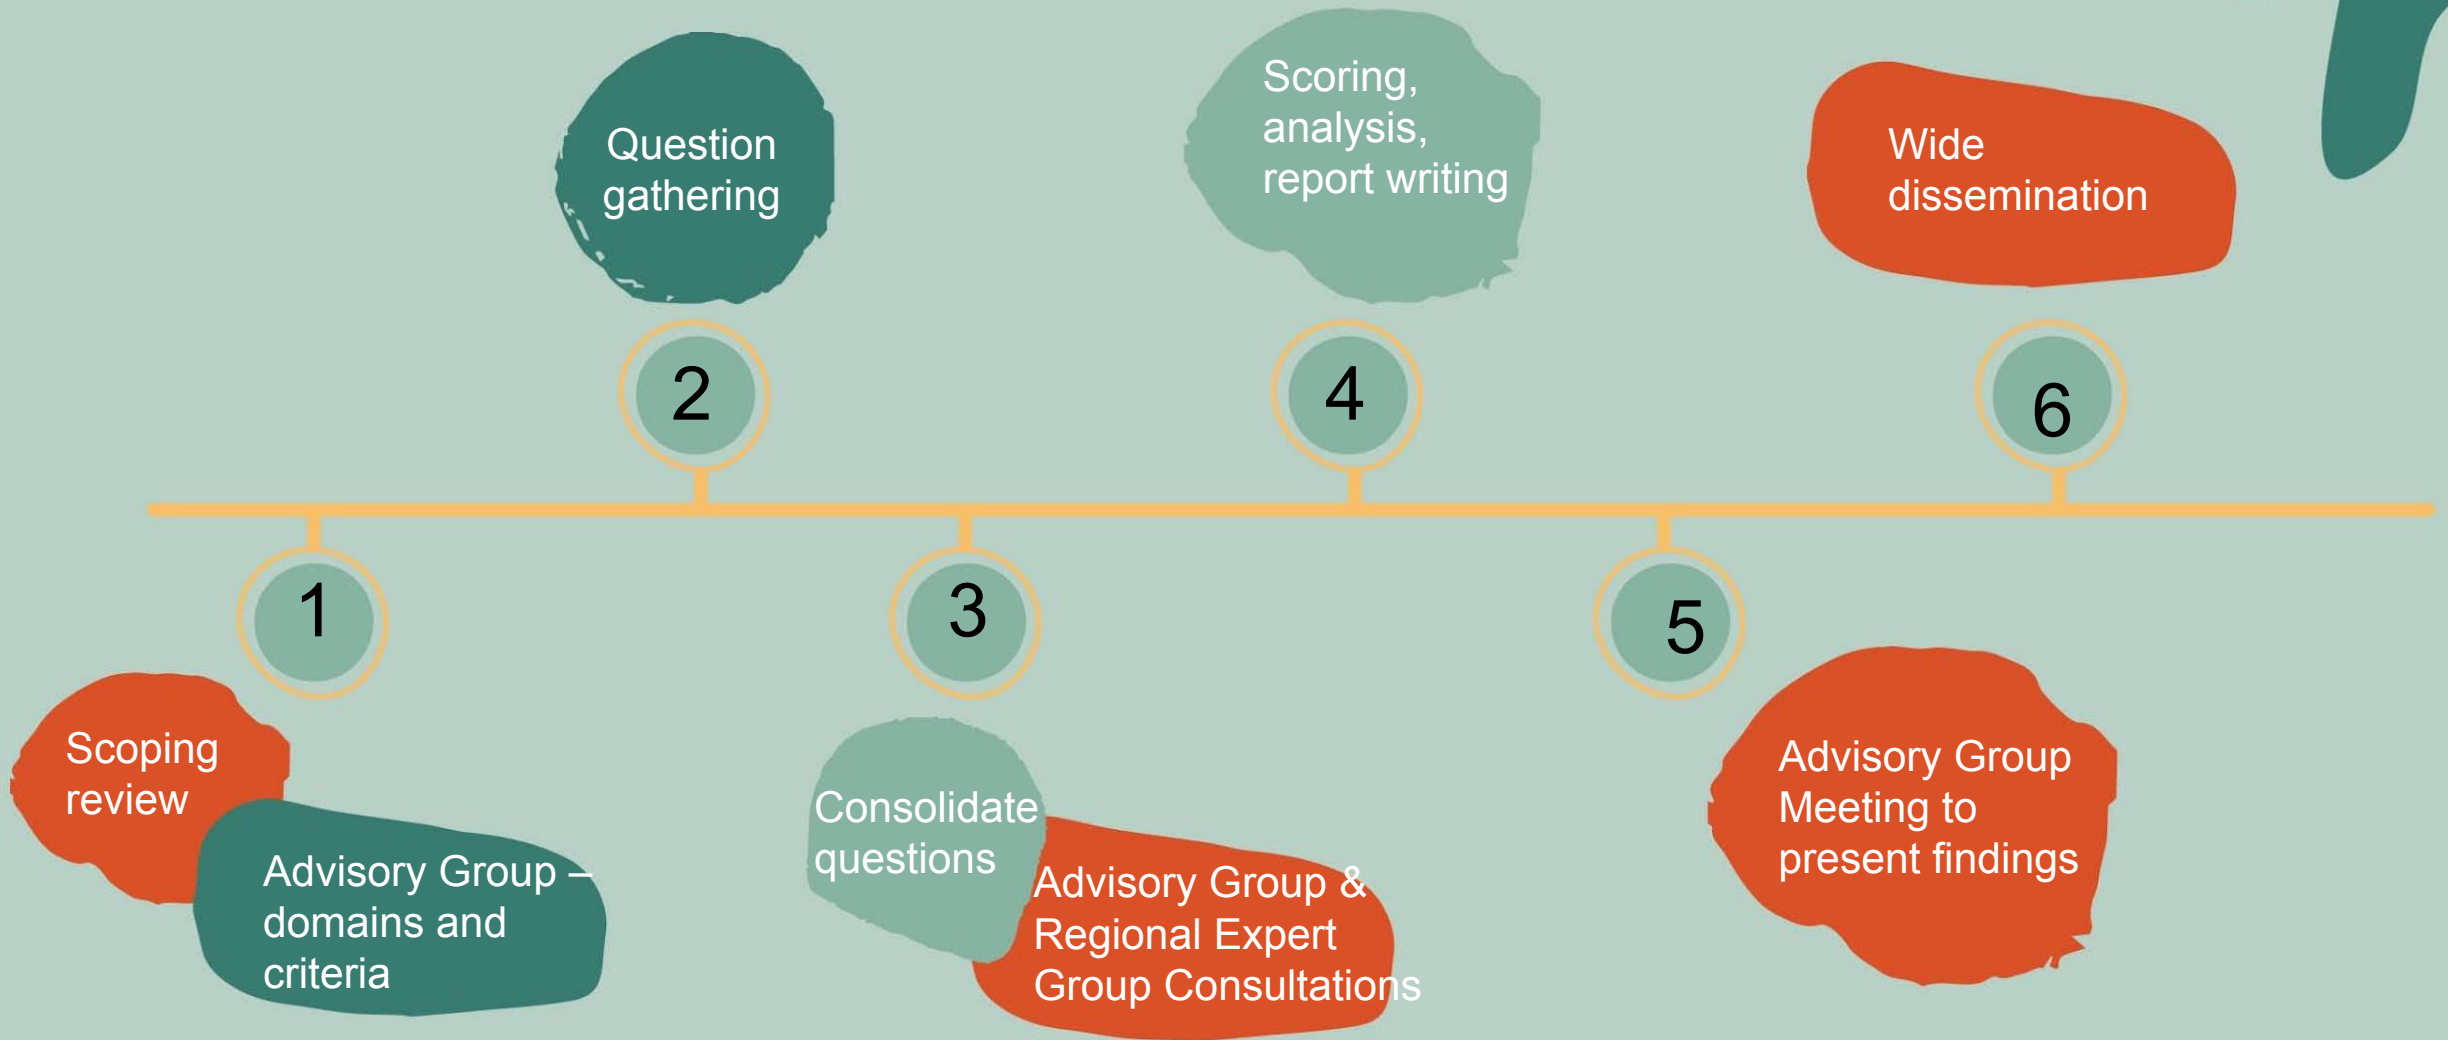 Question
gathering
Scoring,
analysis,
report writing
Wide
dissemination
2
4
6
1
3
5
Scoping
review
Advisory Group –
domains and
criteria
Consolidate
questions
Advisory Group &
Regional Expert
Group Consultations
Advisory Group
Meeting to
present findings